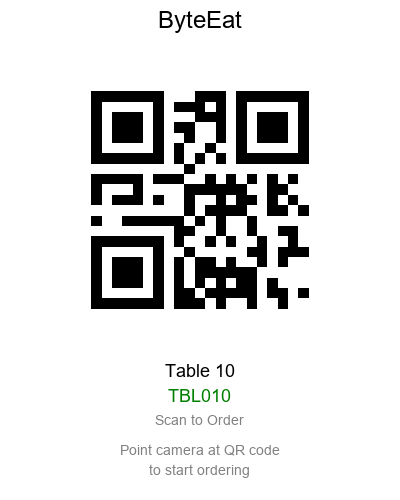 ByteEat
Table 10
TBL010
Scan to Order
Point camera at QR code
to start ordering